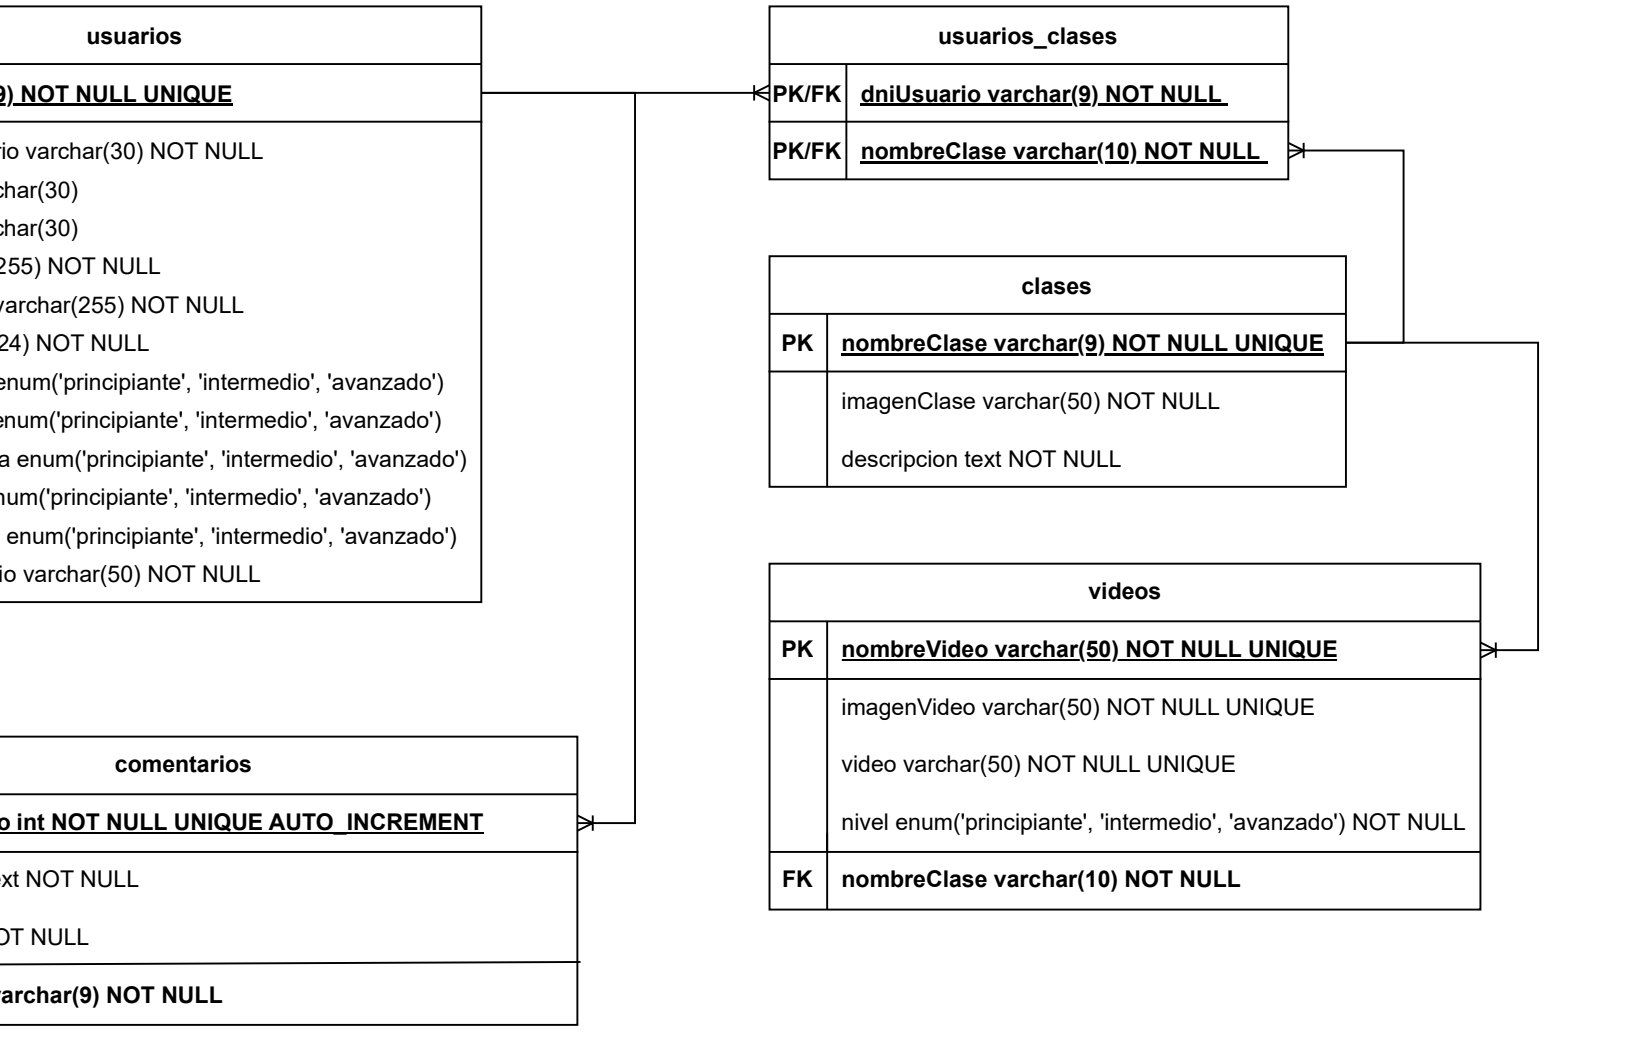 usuarios
9) NOT NULL UNIQUE
rio varchar(30) NOT NULL
char(30)
char(30)
255) NOT NULL
varchar(255) NOT NULL
24) NOT NULL
enum('principiante', 'intermedio', 'avanzado')
enum('principiante', 'intermedio', 'avanzado')
a enum('principiante', 'intermedio', 'avanzado')
num('principiante', 'intermedio', 'avanzado')
enum('principiante', 'intermedio', 'avanzado')
io varchar(50) NOT NULL
comentarios
o int NOT NULL UNIQUE AUTO_INCREMENT
ext NOT NULL
OT NULL
varchar(9) NOT NULL
usuarios_clases
PK/FK dniUsuario varchar(9) NOT NULL
PK/FK nombreClase varchar(10) NOT NULL
clases
PK nombreClase varchar(9) NOT NULL UNIQUE
imagenClase varchar(50) NOT NULL
descripcion text NOT NULL
videos
PK nombreVideo varchar(50) NOT NULL UNIQUE
imagenVideo varchar(50) NOT NULL UNIQUE
video varchar(50) NOT NULL UNIQUE
nivel enum('principiante', 'intermedio', 'avanzado') NOT NULL
FK nombreClase varchar(10) NOT NULL